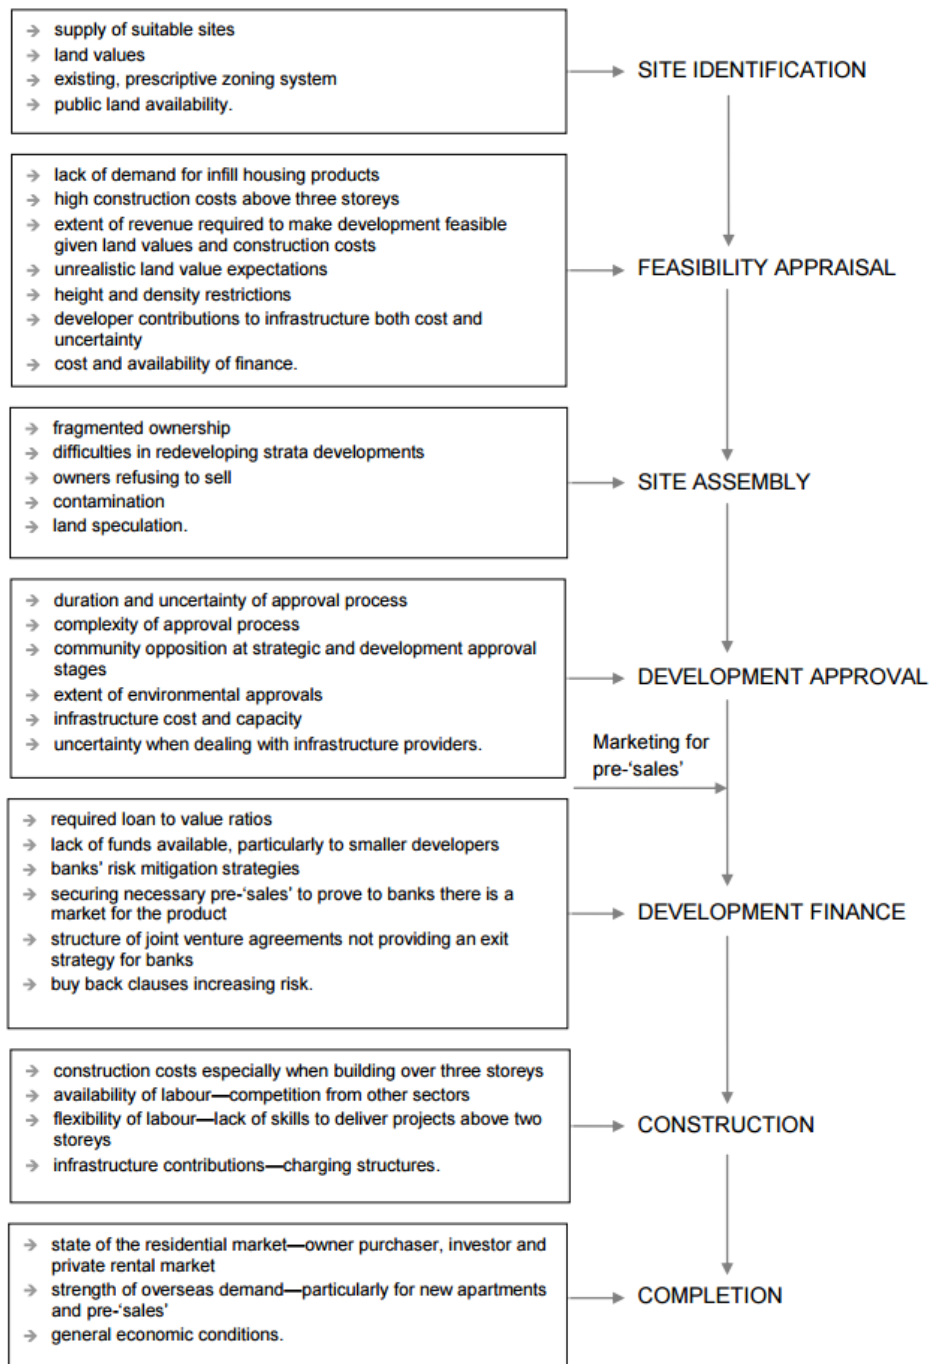 → supply of suitable sites
→ land values
→ existing, prescriptive zoning system
→ public land availability.
SITE IDENTIFICATION
→ lack of demand for infill housing products
→ high construction costs above three storeys
→ extent of revenue required to make development feasible
given land values and construction costs
→ unrealistic land value expectations
→ height and density restrictions
→ developer contributions to infrastructure both cost and
uncertainty
→ cost and availability of finance.
FEASIBILITY APPRAISAL
→ fragmented ownership
→ difficulties in redeveloping strata developments
→ owners refusing to sell
→ contamination
→ land speculation.
SITE ASSEMBLY
→ duration and uncertainty of approval process
→ complexity of approval process
→ community opposition at strategic and development approval
stages
→ extent of environmental approvals
→ infrastructure cost and capacity
→ uncertainty when dealing with infrastructure providers.
DEVELOPMENT APPROVAL
Marketing for
pre-‘sales’
→ required loan to value ratios
→ lack of funds available, particularly to smaller developers
→ banks’ risk mitigation strategies
→ securing necessary pre-‘sales’ to prove to banks there is a
market for the product
→ structure of joint venture agreements not providing an exit
strategy for banks
→ buy back clauses increasing risk.
DEVELOPMENT FINANCE
→ construction costs especially when building over three storeys
→ availability of labour—competition from other sectors
→ flexibility of labour—lack of skills to deliver projects above two
storeys
→ infrastructure contributions—charging structures.
CONSTRUCTION
→ state of the residential market—owner purchaser, investor and
private rental market
→ strength of overseas demand—particularly for new apartments
and pre-‘sales’
→ general economic conditions.
COMPLETION